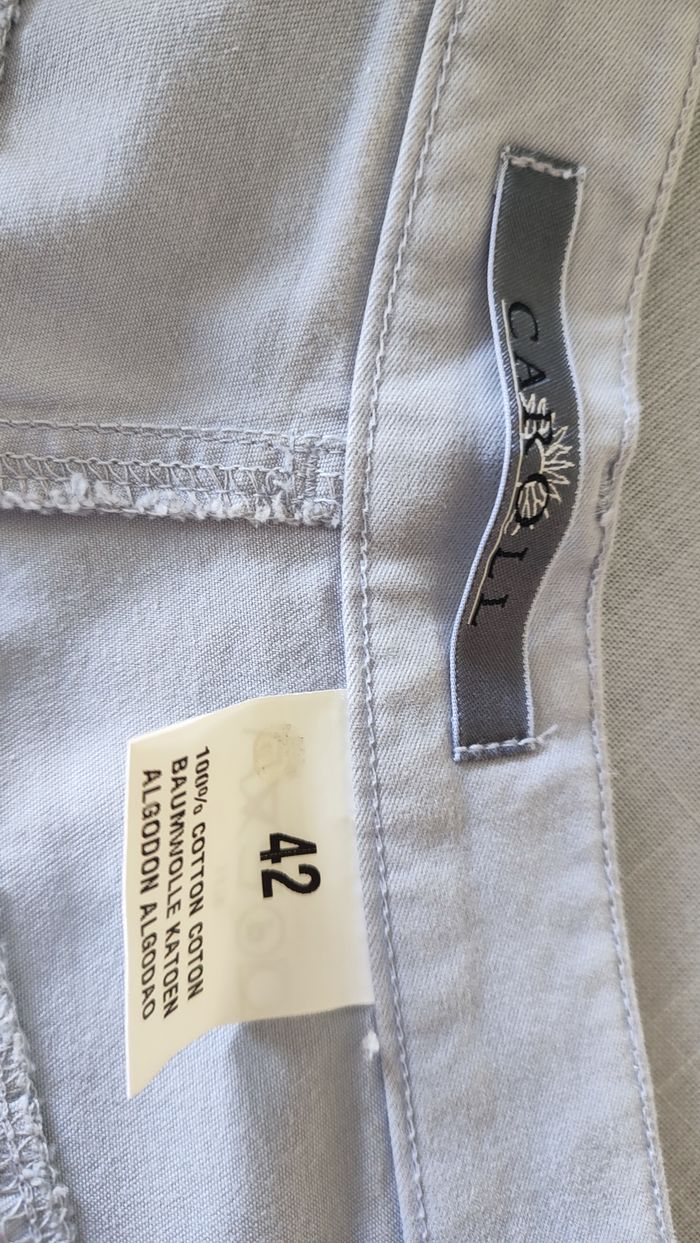 CAROLL
42
100% COTTON COTON
BAUMWOLLE KATOEN
ALGODON ALGODAO